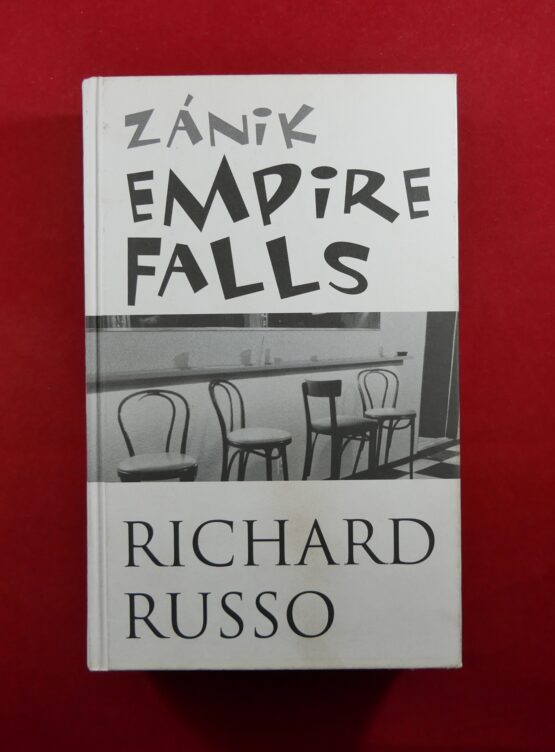 ZÁNiK
EMPiRE
FALLS
RICHARD
RUSSO